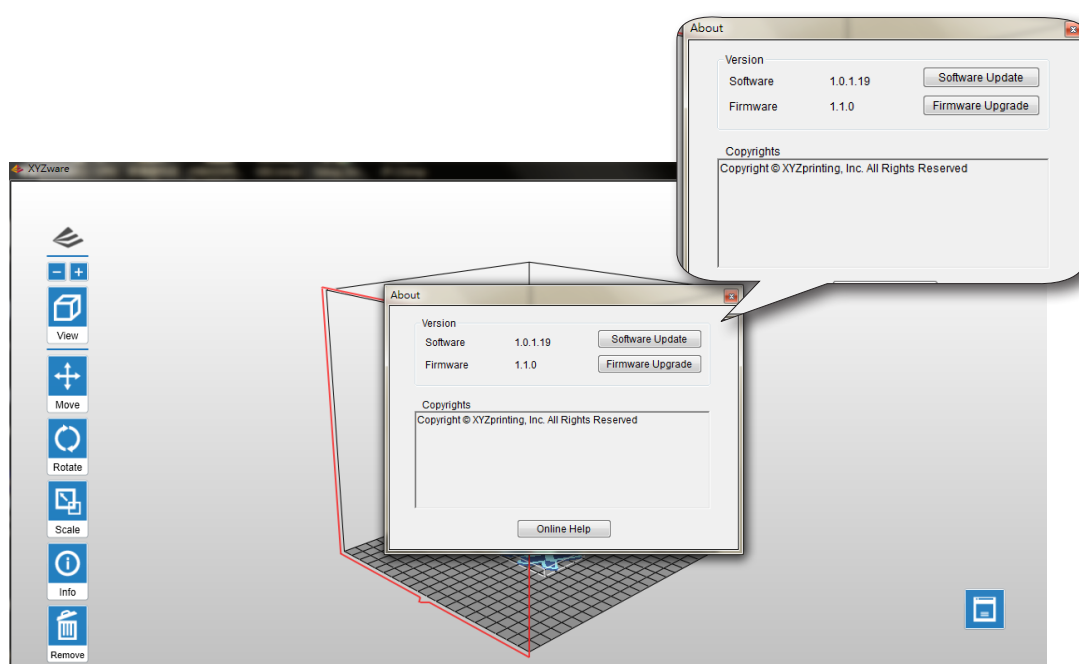 About
Version
Software 1.0.1.19 Software Update
Firmware 1.1.0 Firmware Upgrade
Copyrights
Copyright © XYZprinting, Inc. All Rights Reserved
XYZware
View
Move
Rotate
Scale
Info
Remove
About
Version
Software 1.0.1.19 Software Update
Firmware 1.1.0 Firmware Upgrade
Copyrights
Copyright © XYZprinting, Inc. All Rights Reserved
Online Help